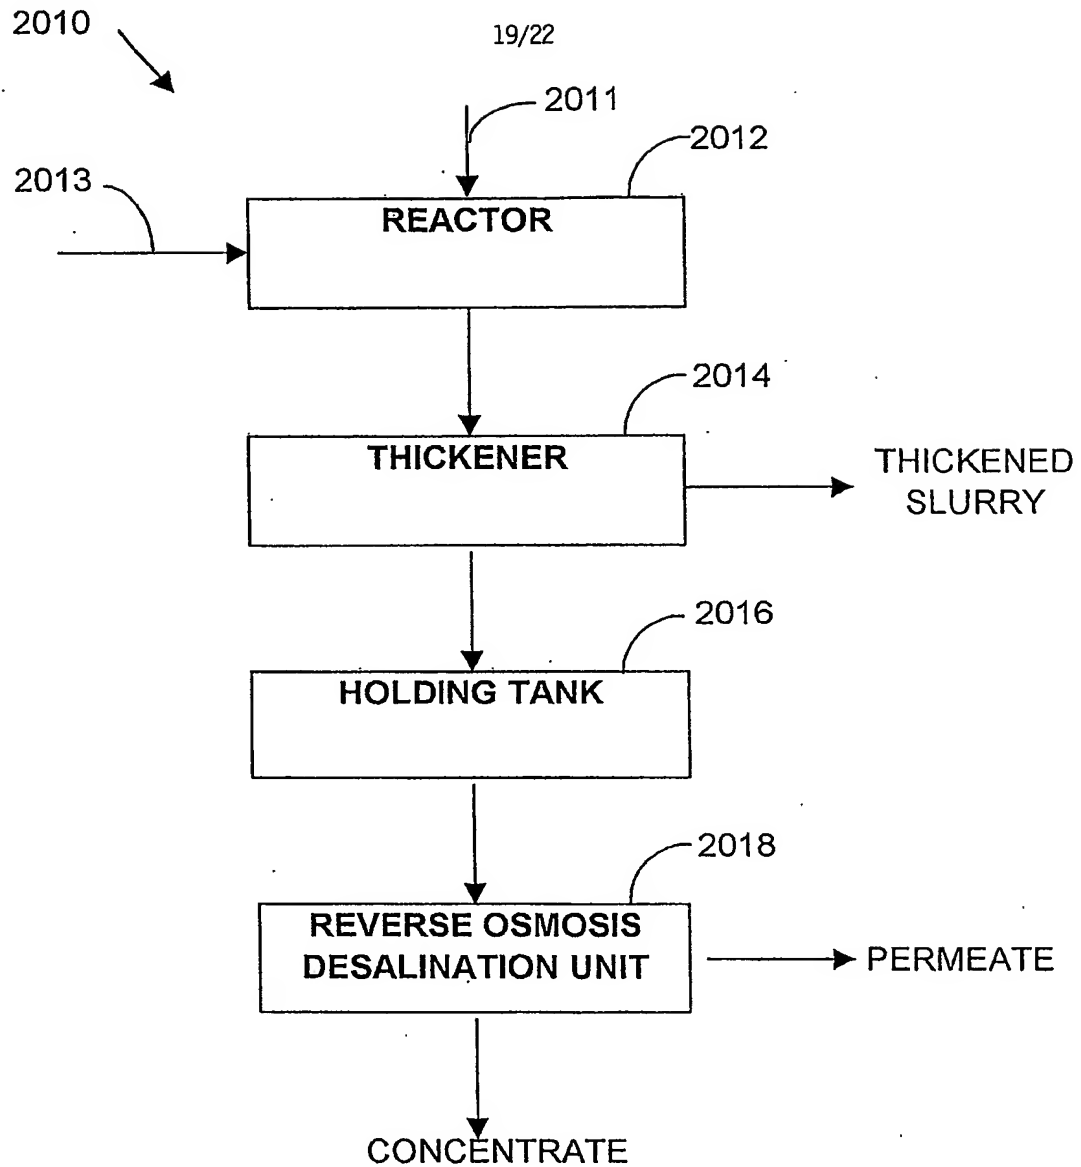 2010
19/22
2011
2012
2013
REACTOR
2014
THICKENER
THICKENED
SLURRY
2016
HOLDING TANK
2018
REVERSE OSMOSIS
DESALINATION UNIT
PERMEATE
CONCENTRATE